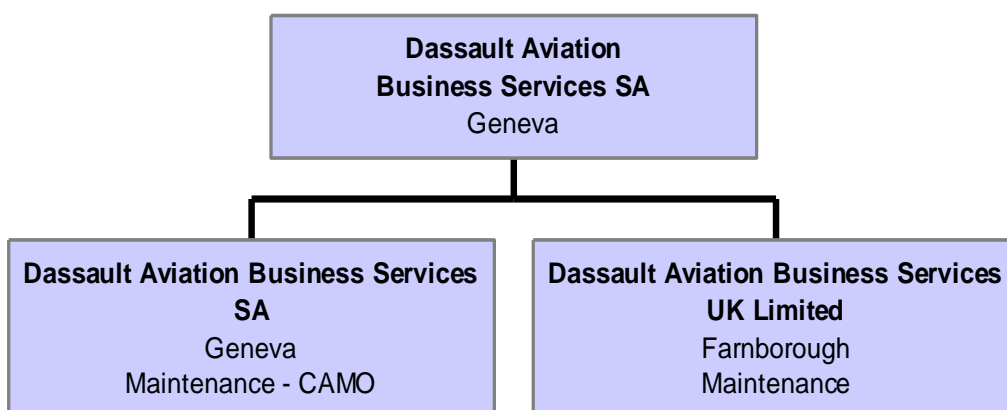 Dassault Aviation
Business Services SA
Geneva
Dassault Aviation Business Services
SA
Geneva
Maintenance - CAMO
Dassault Aviation Business Services
UK Limited
Farnborough
Maintenance